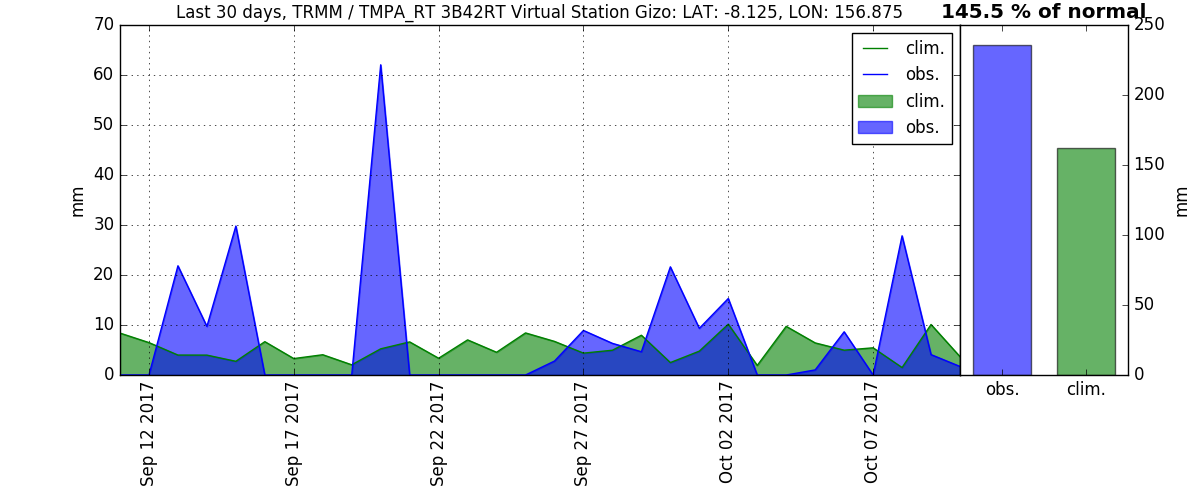 Last 30 days, TRMM / TMPA_RT 3B42RT Virtual Station Gizo: LAT: -8.125, LON: 156.875
145.5 % of normal
70
60
50
40
30
20
10
0
mm
clim.
obs.
clim.
obs.
Sep 12 2017
Sep 17 2017
Sep 22 2017
Sep 27 2017
Oct 02 2017
Oct 07 2017
250
200
150
100
50
0
mm
obs.
clim.